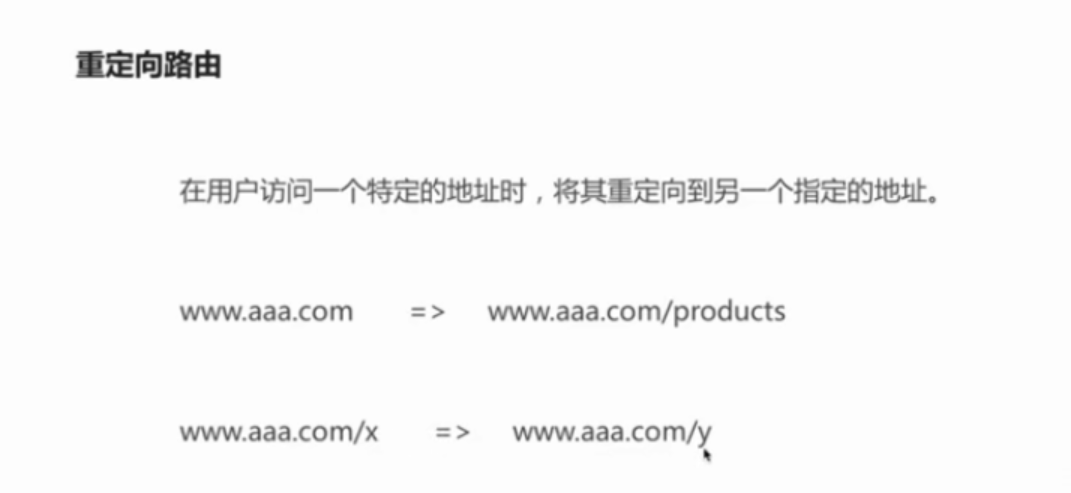 重定向路由
在用户访问一个特定的地址时，将其重定向到另一个指定的地址。
www.aaa.com => www.aaa.com/products
www.aaa.com/x => www.aaa.com/y